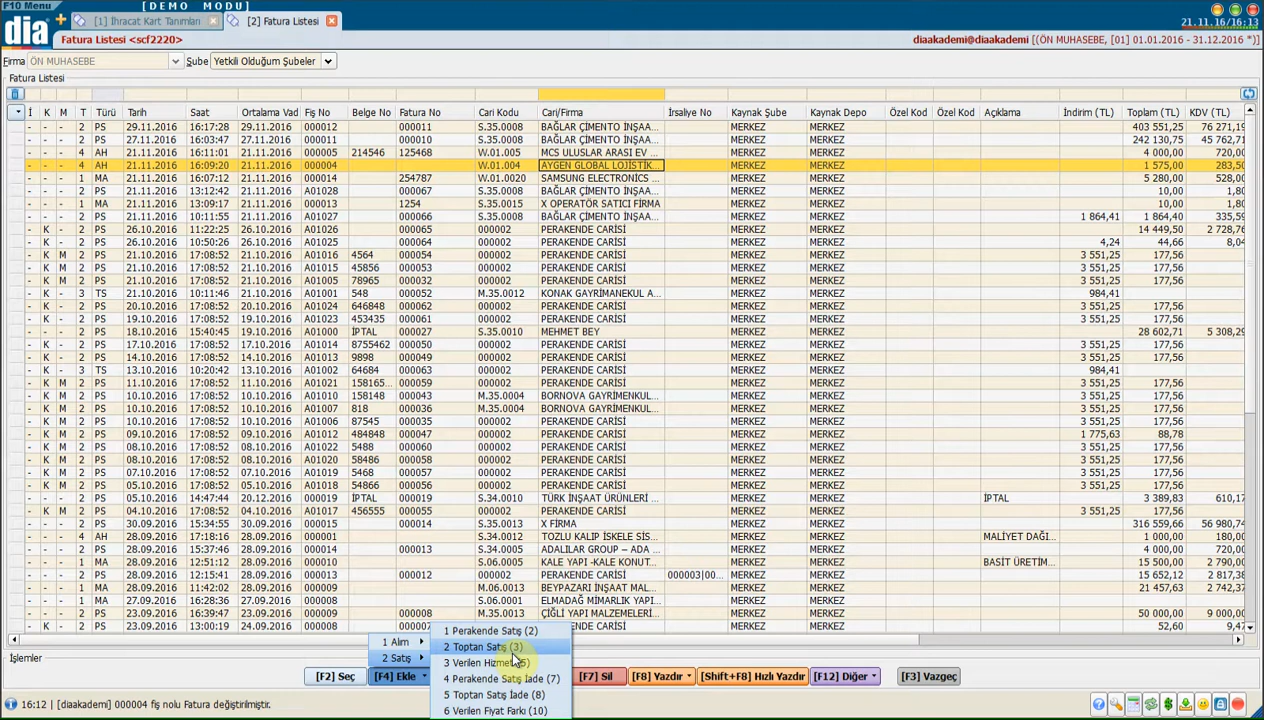 F10 Menu [DEMO MODU]
dia [1] İhracat Kart Tanımları [2] Fatura Listesi 21.11.16/16:13
Fatura Listesi <scf2220> diaakademi@diaakademi [(ÖN MUHASEBE, [01] 01.01.2016 - 31.12.2016 *)]
Firma ÖN MUHASEBE Şube Yetkili Olduğum Şubeler
Fatura Listesi
İ K M T Türü Tarih Saat Ortalama Vad Fiş No Belge No Fatura No Cari Kodu Cari/Firma İrsaliye No Kaynak Şube Kaynak Depo Özel Kod Özel Kod Açıklama İndirim (TL) Toplam (TL) KDV (TL)
- - - 2 PS 29.11.2016 16:17:28 29.11.2016 000012 000011 S.35.0008 BAĞLAR ÇİMENTO İNŞAA... MERKEZ MERKEZ 403 551,25 76 271,19
- - - 2 PS 27.11.2016 16:03:47 27.11.2016 000011 000010 S.35.0008 BAĞLAR ÇİMENTO İNŞAA... MERKEZ MERKEZ 242 130,75 45 762,71
- - - 4 AH 21.11.2016 16:09:20 21.11.2016 000005 214546 125468 W.01.005 MCS ULUSLAR ARASI EV ... MERKEZ MERKEZ 4 000,00 720,00
- - - 4 AH 21.11.2016 16:09:20 21.11.2016 000004 W.01.004 AYGEN GLOBAL LOJİSTİK... MERKEZ MERKEZ 1 575,00 283,50
- - - 1 MA 21.11.2016 16:09:20 21.11.2016 000014 254787 W.01.0020 SAMSUNG ELECTRONICS ... MERKEZ MERKEZ 5 280,00 528,00
- - - 2 PS 21.11.2016 13:12:42 21.11.2016 A01028 000067 S.35.0008 BAĞLAR ÇİMENTO İNŞAA... MERKEZ MERKEZ 10,00 1,80
- - - 1 MA 21.11.2016 13:09:17 21.11.2016 000013 1254 S.35.0015 X OPERATÖR SATICI FİRMA MERKEZ MERKEZ 10,00 1,80
- - - 2 PS 21.11.2016 10:11:55 21.11.2016 A01027 000066 S.35.0008 BAĞLAR ÇİMENTO İNŞAA... MERKEZ MERKEZ 1 864,41 1 864,40 335,59
- K - 2 PS 26.10.2016 11:22:25 26.10.2016 A01026 000065 000002 PERAKENDE CARİSİ MERKEZ MERKEZ 14 449,50 2 728,76
- K - 2 PS 26.10.2016 10:50:26 26.10.2016 A01025 000064 000002 PERAKENDE CARİSİ MERKEZ MERKEZ 4,24 44,66 8,04
- K M 2 PS 21.10.2016 17:08:52 21.10.2016 A01016 4564 000054 000002 PERAKENDE CARİSİ MERKEZ MERKEZ 3 551,25 177,56
- K M 2 PS 21.10.2016 17:08:52 21.10.2016 A01015 45856 000053 000002 PERAKENDE CARİSİ MERKEZ MERKEZ 3 551,25 177,56
- K M 2 PS 21.10.2016 17:08:52 21.10.2016 A01005 78965 000032 000002 PERAKENDE CARİSİ MERKEZ MERKEZ 3 551,25 177,56
- K - 3 TS 21.10.2016 10:11:46 21.10.2016 A01001 548 000052 M.35.0012 KONAK GAYRİMANEKUL A... MERKEZ MERKEZ 984,41
- K - 2 PS 20.10.2016 17:08:52 20.10.2016 A01024 646848 000062 000002 PERAKENDE CARİSİ MERKEZ MERKEZ 3 551,25 177,56
- K - 2 PS 19.10.2016 17:08:52 19.10.2016 A01023 453435 000061 000002 PERAKENDE CARİSİ MERKEZ MERKEZ 3 551,25 177,56
- - - 2 PS 18.10.2016 15:40:45 18.10.2016 A01000 İPTAL 000027 S.35.0010 MEHMET BEY MERKEZ MERKEZ 28 602,71 5 308,29
- K - 2 PS 17.10.2016 17:08:52 17.10.2016 A01011 8755462 000050 000002 PERAKENDE CARİSİ MERKEZ MERKEZ 3 551,25 177,56
- K - 2 PS 14.10.2016 17:08:52 14.10.2016 A01010 9898 000049 000002 PERAKENDE CARİSİ MERKEZ MERKEZ 3 551,25 177,56
- K - 3 TS 13.10.2016 10:20:42 13.10.2016 A01002 64684 000037 000002 PERAKENDE CARİSİ MERKEZ MERKEZ 984,41
- K M 2 PS 11.10.2016 17:08:52 11.10.2016 A01021 158165... 000059 000002 PERAKENDE CARİSİ MERKEZ MERKEZ 3 551,25 177,56
- K M 2 PS 10.10.2016 17:08:52 10.10.2016 A01010 158148 000043 M.35.0004 BORNOVA GAYRİMENKUL... MERKEZ MERKEZ 3 551,25 177,56
- K M 2 PS 10.10.2016 17:08:52 10.10.2016 A01007 818 000036 M.35.0004 BORNOVA GAYRİMENKUL... MERKEZ MERKEZ 3 551,25 177,56
- K M 2 PS 10.10.2016 17:08:52 10.10.2016 A01006 87545 000035 000002 PERAKENDE CARİSİ MERKEZ MERKEZ 3 551,25 177,56
- K M 2 PS 09.10.2016 17:08:52 09.10.2016 A01012 484848 000047 000002 PERAKENDE CARİSİ MERKEZ MERKEZ 1 775,63 88,78
- K M 2 PS 08.10.2016 17:08:52 08.10.2016 A01022 5488 000060 000002 PERAKENDE CARİSİ MERKEZ MERKEZ 3 551,25 177,56
- K M 2 PS 08.10.2016 17:08:52 08.10.2016 A01020 58486 000058 000002 PERAKENDE CARİSİ MERKEZ MERKEZ 3 551,25 177,56
- K M 2 PS 07.10.2016 17:08:52 07.10.2016 A01019 5468 000057 000002 PERAKENDE CARİSİ MERKEZ MERKEZ 3 551,25 177,56
- K M 2 PS 05.10.2016 17:08:52 05.10.2016 A01018 54866 000056 000002 PERAKENDE CARİSİ MERKEZ MERKEZ 3 551,25 177,56
- - - 2 PS 05.10.2016 14:47:44 20.12.2016 000019 İPTAL 000019 S.34.0010 TÜRK İNŞAAT ÜRÜNLERİ ... MERKEZ MERKEZ İPTAL 3 389,83 610,17
- K M 2 PS 04.10.2016 17:08:52 04.10.2016 A01017 456555 000055 000002 PERAKENDE CARİSİ MERKEZ MERKEZ 3 551,25 177,56
- - - 2 PS 30.09.2016 15:34:55 30.09.2016 000015 000014 S.35.0013 X FİRMA MERKEZ MERKEZ 316 559,66 56 980,74
- - - 4 AH 28.09.2016 17:18:16 28.09.2016 000001 S.34.0012 TOZLU KALIP İSKELE SİS... MERKEZ MERKEZ MALİYET DAĞI... 1 000,00 180,00
- - - 2 PS 28.09.2016 15:37:46 28.09.2016 000014 000013 S.34.0005 ADALILAR GROUP – ADA ... MERKEZ MERKEZ 4 000,00 720,00
- - - 1 MA 28.09.2016 12:51:12 28.09.2016 000010 S.06.0005 KALE YAPI -KALE KONUT... MERKEZ MERKEZ BASİT ÜRETİM... 15 500,00 2 790,00
- - - 2 PS 28.09.2016 12:15:41 28.09.2016 000013 000012 000002 PERAKENDE CARİSİ 000003|00... MERKEZ MERKEZ 15 652,12 2 817,38
- - - 1 MA 28.09.2016 11:42:02 28.09.2016 000009 M.06.0013 BEYPAZARI İNŞAAT MAL... MERKEZ MERKEZ 21 457,63 2 742,37
- - - 1 MA 27.09.2016 16:23:36 27.09.2016 000008 S.06.0001 ELMADAĞ MİMARLIK YAPI... MERKEZ MERKEZ
- - - 2 PS 23.09.2016 16:39:47 23.09.2016 000009 000008 M.35.0013 ÇİĞLİ YAPI MALZEMELERİ... MERKEZ MERKEZ 50 000,00 9 000,00
- K - 2 PS 23.09.2016 13:00:19 23.09.2016 000008 000007 000002 PERAKENDE CARİSİ MERKEZ MERKEZ 52,60
1 Alım
2 Satış
1 Perakende Satış (2)
2 Toptan Satış (3)
3 Verilen Hizmet
4 Perakende Satış İade (7)
5 Toptan Satış İade (8)
6 Verilen Fiyat Farkı (10)
İşlemler
[F2] Seç [F4] Ekle [F7] Sil [F8] Yazdır [Shift+F8] Hızlı Yazdır [F12] Diğer [F3] Vazgeç
16:12 [diaakademi] 000004 fiş nolu Fatura değiştirilmiştir.